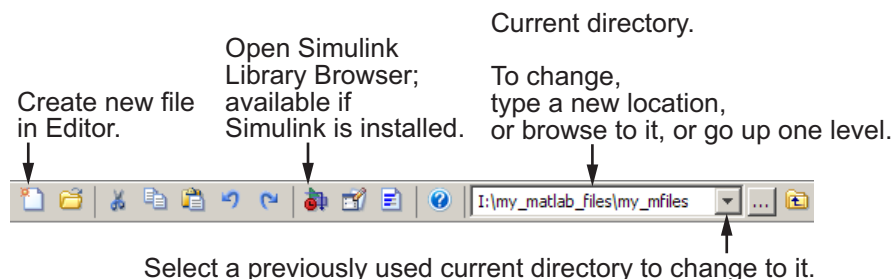 Current directory.
Open Simulink
Library Browser;
available if
Simulink is installed.
To change,
type a new location,
or browse to it, or go up one level.
Create new file
in Editor.
I:\my_matlab_files\my_mfiles
...
Select a previously used current directory to change to it.